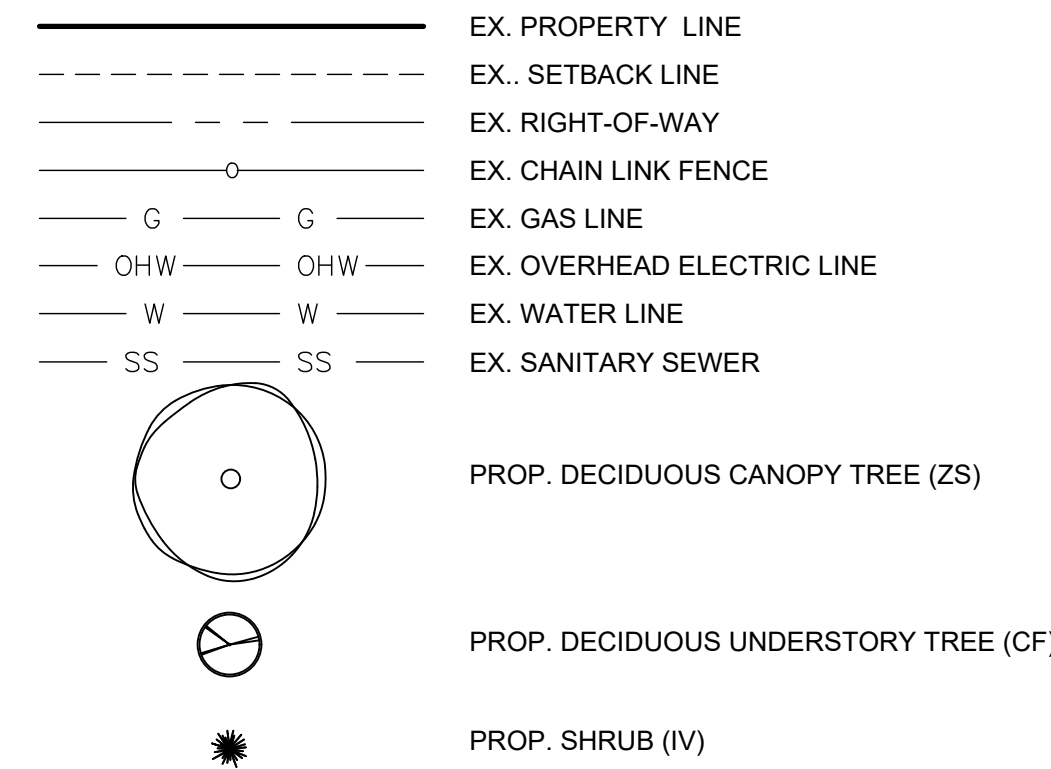 EX. PROPERTY LINE
EX.. SETBACK LINE
EX. RIGHT-OF-WAY
O EX. CHAIN LINK FENCE
G G EX. GAS LINE
OHW OHW EX. OVERHEAD ELECTRIC LINE
W W EX. WATER LINE
SS SS EX. SANITARY SEWER
PROP. DECIDUOUS CANOPY TREE (ZS)
PROP. DECIDUOUS UNDERSTORY TREE (CF)
PROP. SHRUB (IV)